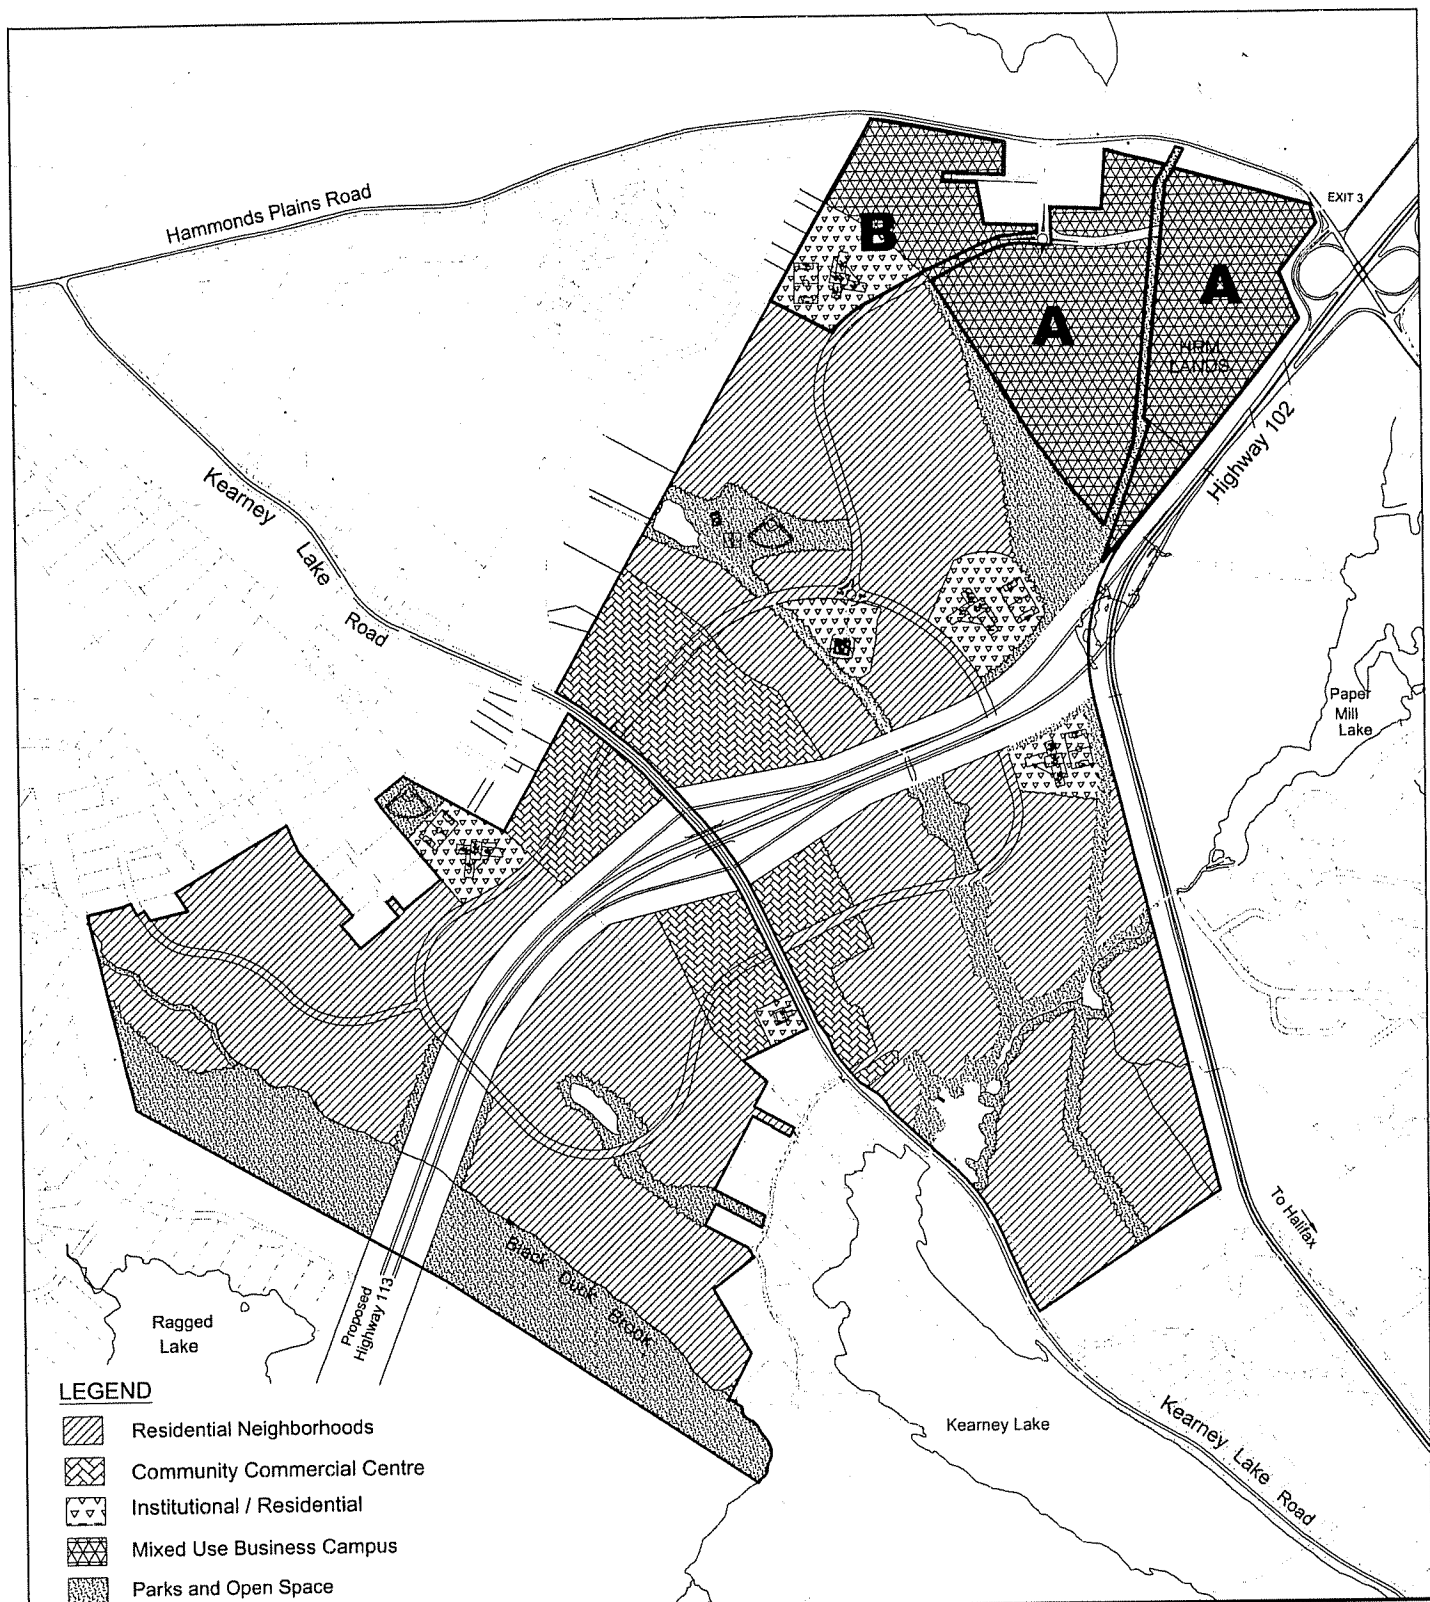 Hammonds Plains Road
EXIT 3
B
A
A
HRM
LANDS
Highway 102
Kearney
Lake
Road
Paper
Mill
Lake
To Halifax
Black Duck Brook
Proposed
Highway 113
Ragged
Lake
Kearney Lake
Kearney Lake Road
LEGEND
Residential Neighborhoods
Community Commercial Centre
Institutional / Residential
Mixed Use Business Campus
Parks and Open Space